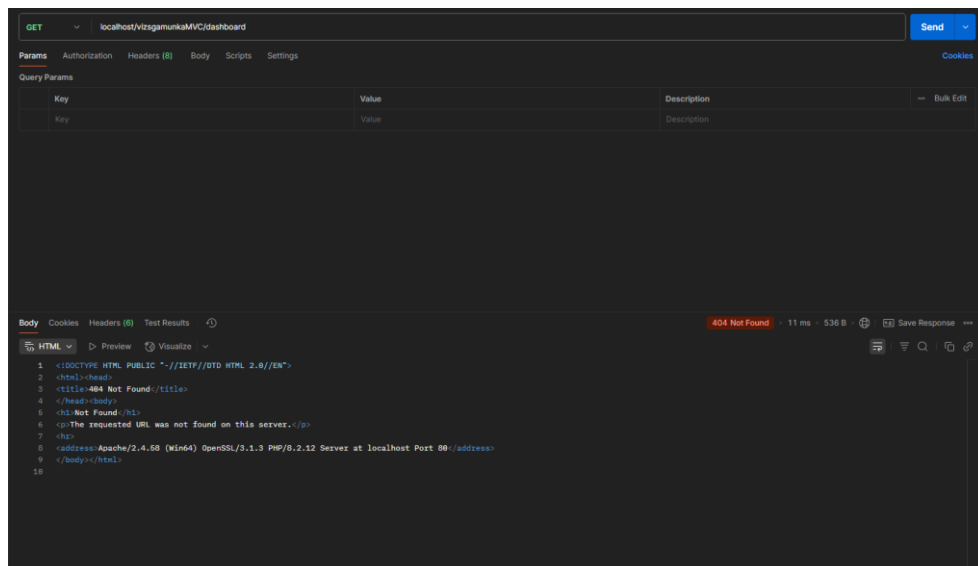 GET localhost/vizsgamunkaMVC/dashboard Send
Params Authorization Headers (8) Body Scripts Settings Cookies
Query Params
Key Value Description Bulk Edit
Key Value Description
Body Cookies Headers (6) Test Results 404 Not Found 11 ms 536 B Save Response
HTML Preview Visualize
1 <!DOCTYPE HTML PUBLIC "-//IETF//DTD HTML 2.0//EN">
2 <html><head>
3 <title>404 Not Found</title>
4 </head><body>
5 <h1>Not Found</h1>
6 <p>The requested URL was not found on this server.</p>
7 <hr>
8 <address>Apache/2.4.58 (Win64) OpenSSL/3.1.3 PHP/8.2.12 Server at localhost Port 80</address>
9 </body></html>
10